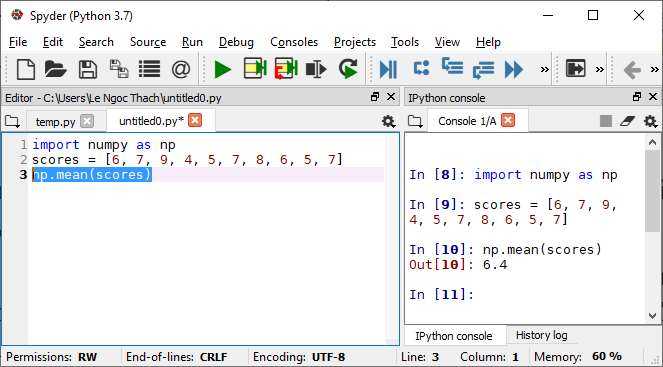 Spyder (Python 3.7)
File Edit Search Source Run Debug Consoles Projects Tools View Help
Editor - C:\Users\Le Ngoc Thach\untitled0.py
temp.py untitled0.py*
1 import numpy as np
2 scores = [6, 7, 9, 4, 5, 7, 8, 6, 5, 7]
3 np.mean(scores)
IPython console
Console 1/A
In [8]: import numpy as np
In [9]: scores = [6, 7, 9,
4, 5, 7, 8, 6, 5, 7]
In [10]: np.mean(scores)
Out[10]: 6.4
In [11]:
IPython console History log
Permissions: RW End-of-lines: CRLF Encoding: UTF-8 Line: 3 Column: 1 Memory: 60 %